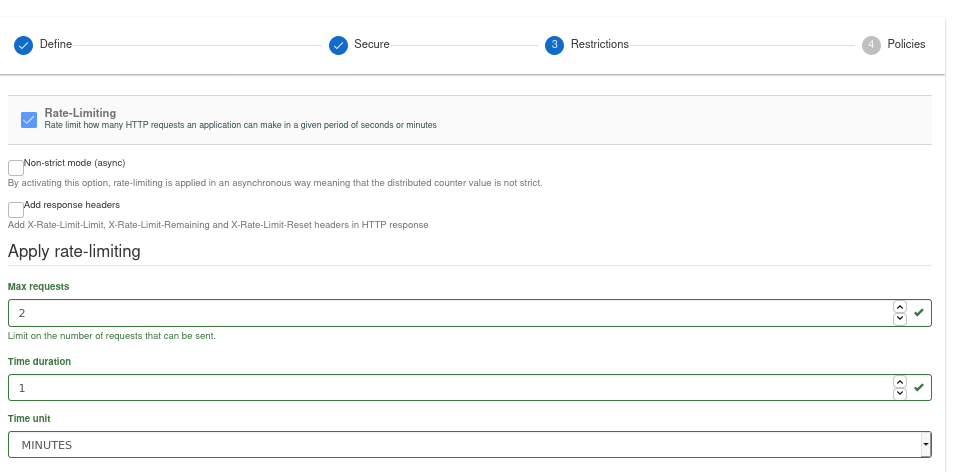 Define Secure 3 Restrictions 4 Policies
Rate-Limiting
Rate limit how many HTTP requests an application can make in a given period of seconds or minutes
Non-strict mode (async)
By activating this option, rate-limiting is applied in an asynchronous way meaning that the distributed counter value is not strict.
Add response headers
Add X-Rate-Limit-Limit, X-Rate-Limit-Remaining and X-Rate-Limit-Reset headers in HTTP response
Apply rate-limiting
Max requests
2
Limit on the number of requests that can be sent.
Time duration
1
Time unit
MINUTES